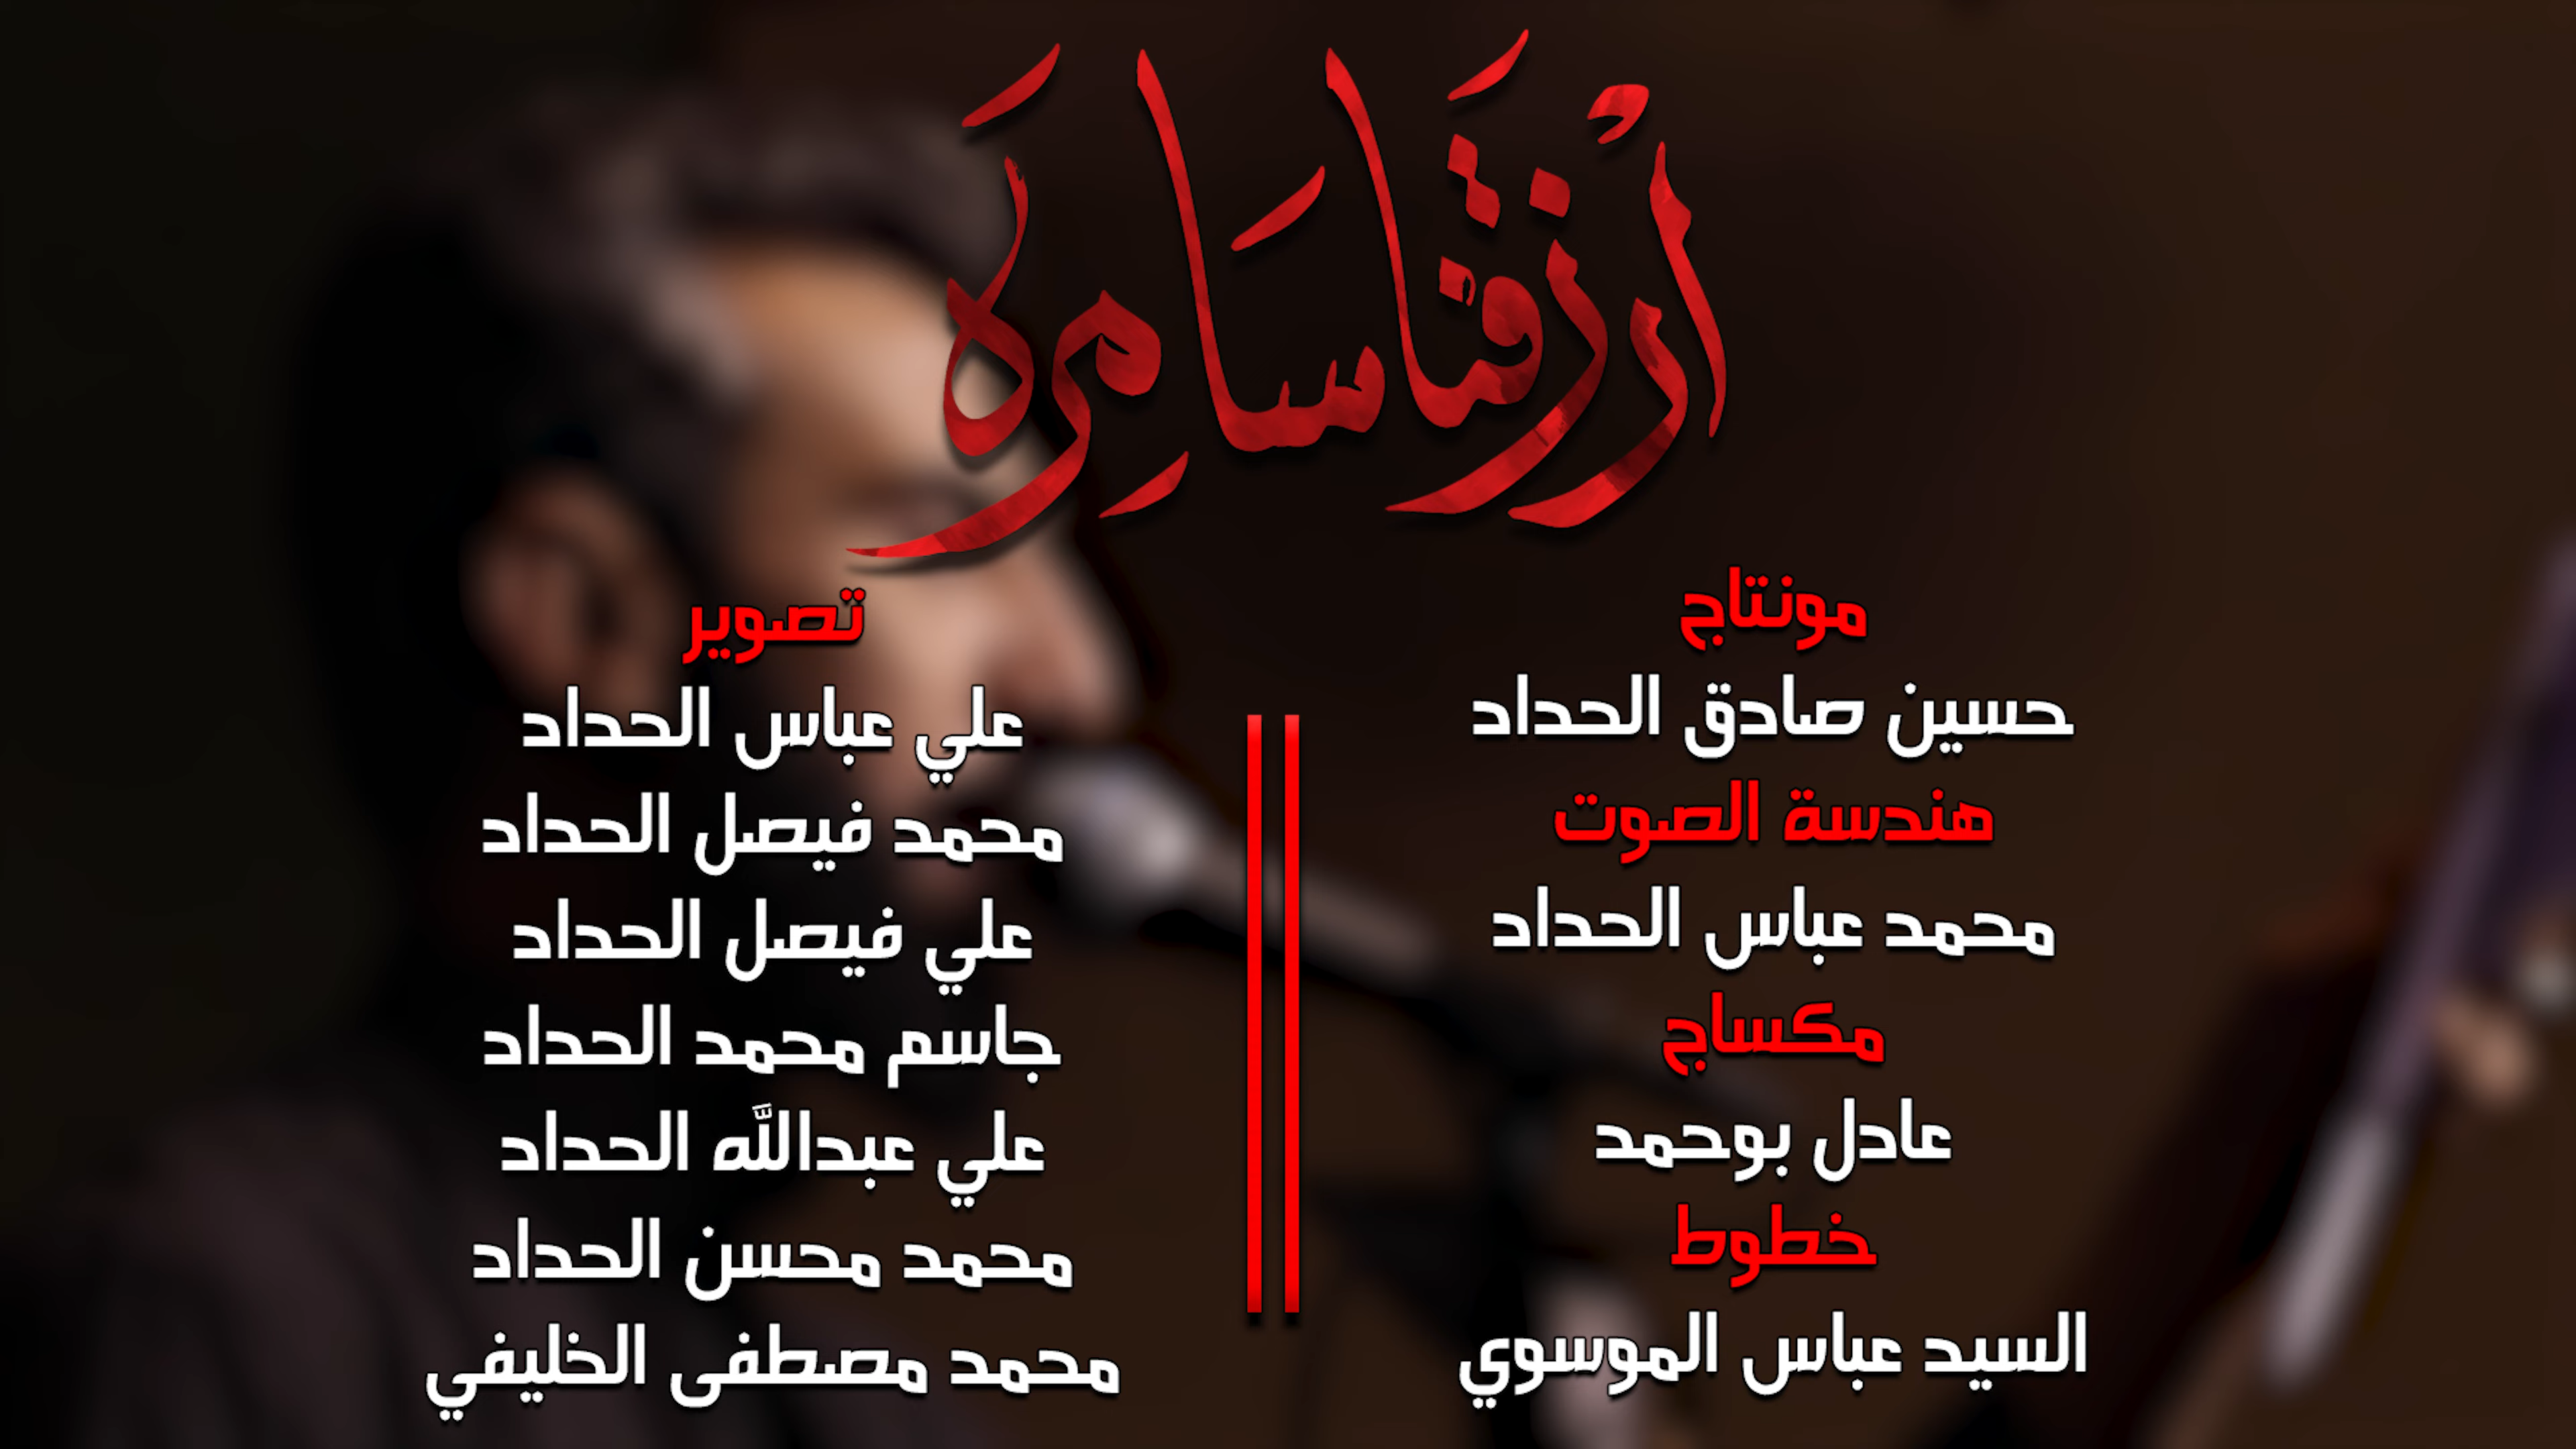 أرزقنا سامره
مونتاج
حسين صادق الحداد
هندسة الصوت
محمد عباس الحداد
مكساج
عادل بوحمد
خطوط
السيد عباس الموسوي
تصوير
علي عباس الحداد
محمد فيصل الحداد
علي فيصل الحداد
جاسم محمد الحداد
علي عبدالله الحداد
محمد محسن الحداد
محمد مصطفى الخليفي